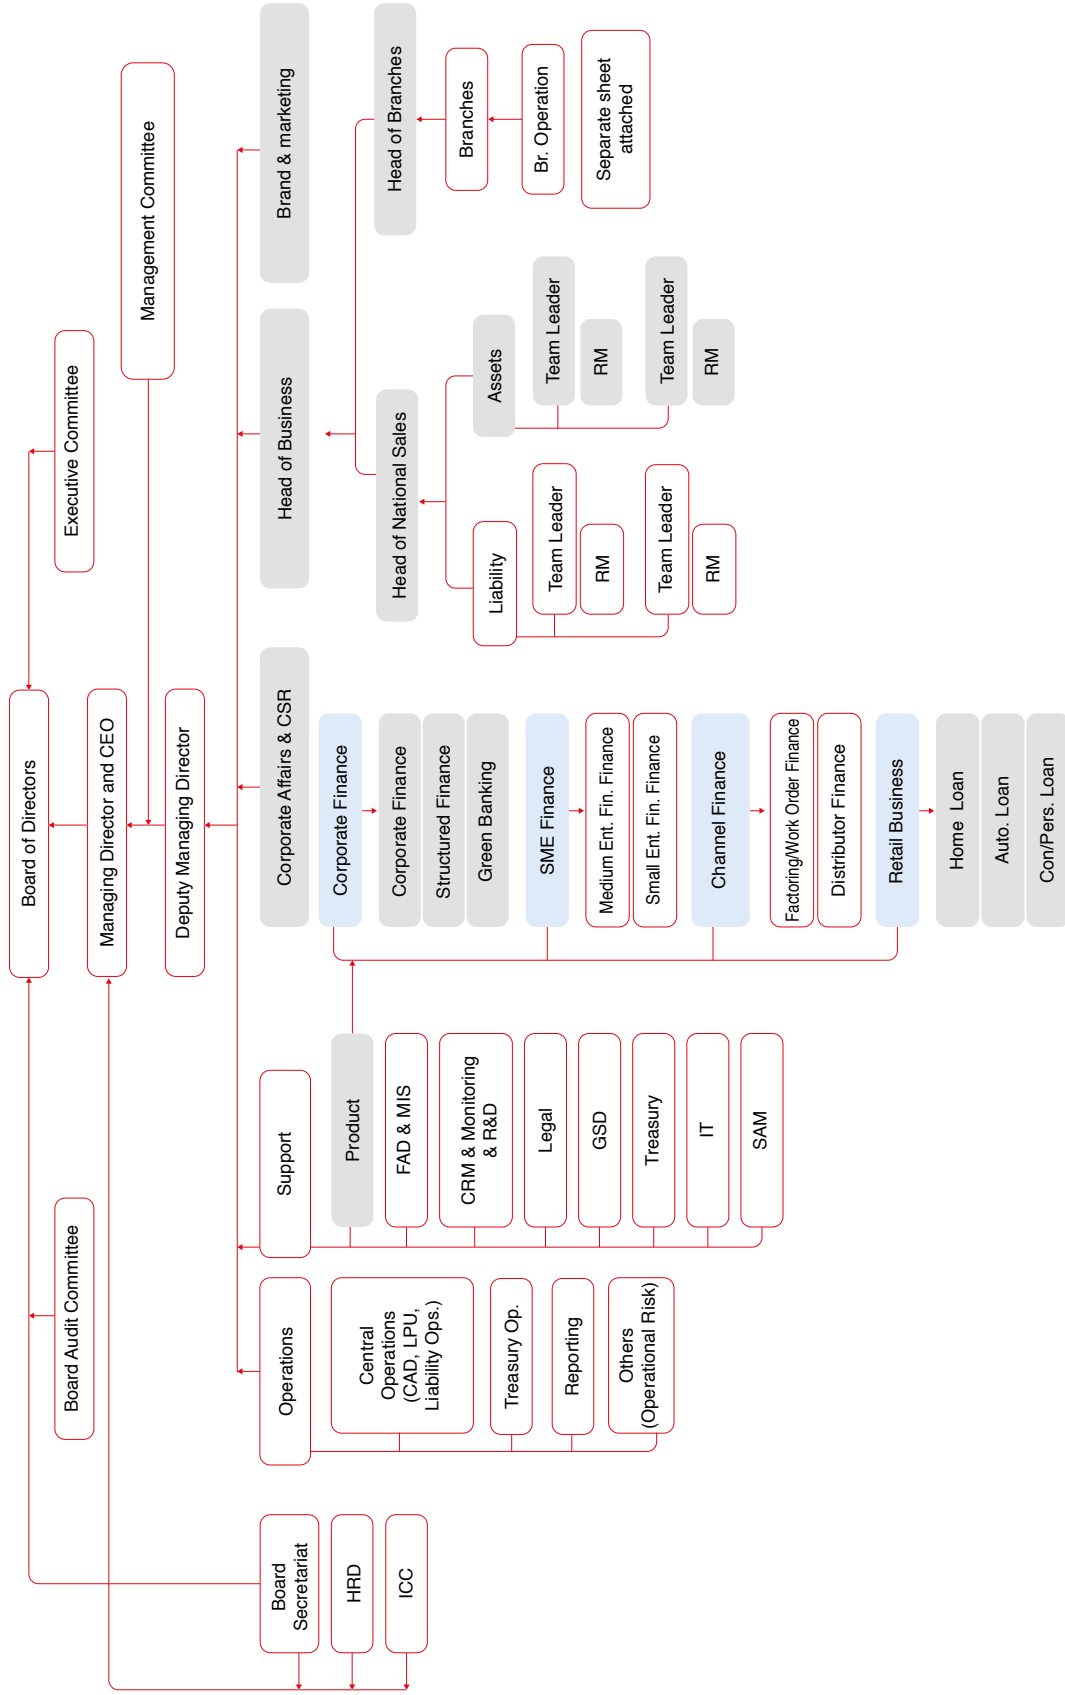 Board of Directors
Board Audit Committee
Executive Committee
Managing Director and CEO
Management Committee
Deputy Managing Director
Board
Secretariat
HRD
ICC
Operations
Central
Operations
(CAD, LPU,
Liability Ops.)
Treasury Op.
Reporting
Others
(Operational Risk)
Support
Product
FAD & MIS
CRM & Monitoring
& R&D
Legal
GSD
Treasury
IT
SAM
Corporate Affairs & CSR
Corporate Finance
Corporate Finance
Structured Finance
Green Banking
SME Finance
Medium Ent. Fin. Finance
Small Ent. Fin. Finance
Channel Finance
Factoring/Work Order Finance
Distributor Finance
Retail Business
Home Loan
Auto. Loan
Con/Pers. Loan
Head of Business
Head of National Sales
Liability
Team Leader
RM
Team Leader
RM
Assets
Team Leader
RM
Team Leader
RM
Brand & marketing
Head of Branches
Branches
Br. Operation
Separate sheet
attached